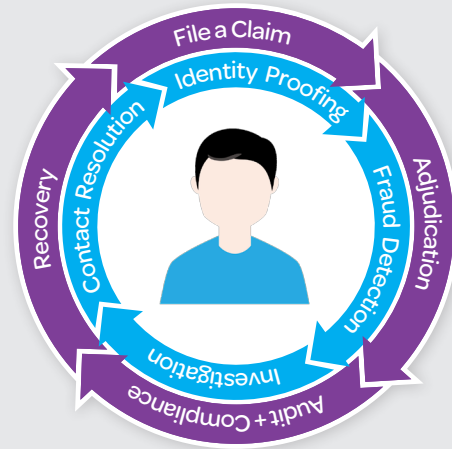 File a Claim
Adjudication
Audit + Compliance
Recovery
Identity Proofing
Fraud Detection
Investigation
Contact Resolution